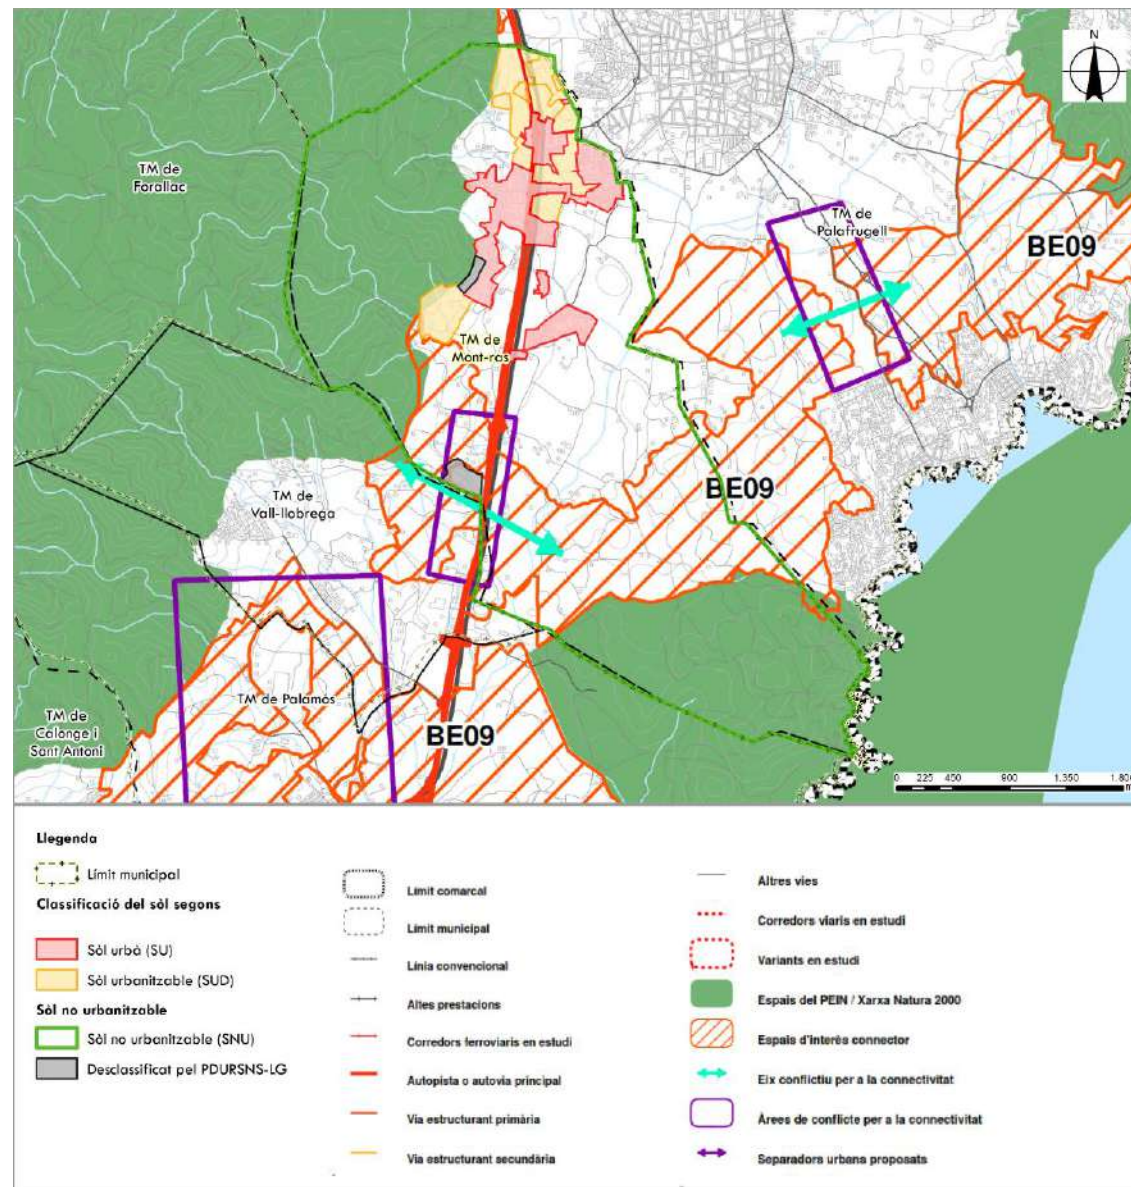 N
TM de
Forallac
TM de
Palafrugell
BE09
TM de
Mont-ras
BE09
TM de
Vall-llobrega
TM de Palamós
TM de
Calonge i
Sant Antoni
BE09
0 225 450 900 1.350 1.80
m
Llegenda
Límit municipal
Classificació del sòl segons
Sòl urbà (SU)
Sòl urbanitzable (SUD)
Sòl no urbanitzable
Sòl no urbanitzable (SNU)
Desclassificat pel PDURSNS-LG
Límit comarcal
Límit municipal
Línia convencional
Altes prestacions
Corredors ferroviaris en estudi
Autopista o autovia principal
Via estructurant primària
Via estructurant secundària
Altres vies
Corredors viaris en estudi
Variants en estudi
Espais del PEIN / Xarxa Natura 2000
Espais d'interès connector
Eix conflictiu per a la connectivitat
Àrees de conflicte per a la connectivitat
Separadors urbans proposats